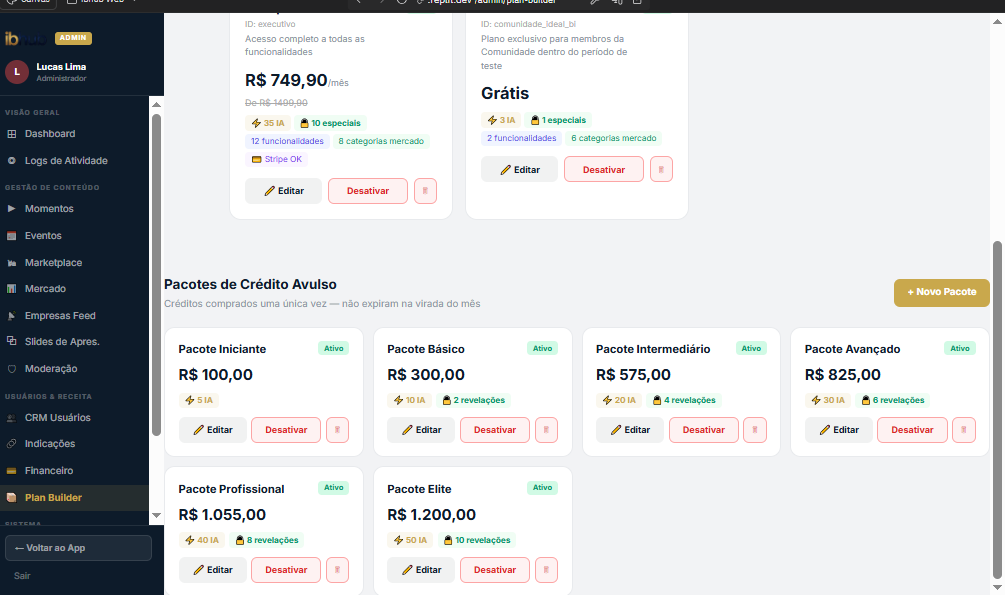 .replit.dev/admin/plan-builder
ib
ADMIN
L
Lucas Lima
Administrador
VISÃO GERAL
Dashboard
Logs de Atividade
GESTÃO DE CONTEÚDO
Momentos
Eventos
Marketplace
Mercado
Empresas Feed
Slides de Apres.
Moderação
USUÁRIOS & RECEITA
CRM Usuários
Indicações
Financeiro
Plan Builder
SISTEMA
← Voltar ao App
Sair
ID: executivo
Acesso completo a todas as
funcionalidades
R$ 749,90/mês
De R$ 1499,90
35 IA
10 especiais
12 funcionalidades
8 categorias mercado
Stripe OK
Editar
Desativar
ID: comunidade_ideal_bl
Plano exclusivo para membros da
Comunidade dentro do período de
teste
Grátis
3 IA
1 especiais
2 funcionalidades
6 categorias mercado
Editar
Desativar
Pacotes de Crédito Avulso
Créditos comprados uma única vez — não expiram na virada do mês
+ Novo Pacote
Pacote Iniciante
Ativo
R$ 100,00
5 IA
Editar
Desativar
Pacote Básico
Ativo
R$ 300,00
10 IA
2 revelações
Editar
Desativar
Pacote Intermediário
Ativo
R$ 575,00
20 IA
4 revelações
Editar
Desativar
Pacote Avançado
Ativo
R$ 825,00
30 IA
6 revelações
Editar
Desativar
Pacote Profissional
Ativo
R$ 1.055,00
40 IA
8 revelações
Editar
Desativar
Pacote Elite
Ativo
R$ 1.200,00
50 IA
10 revelações
Editar
Desativar